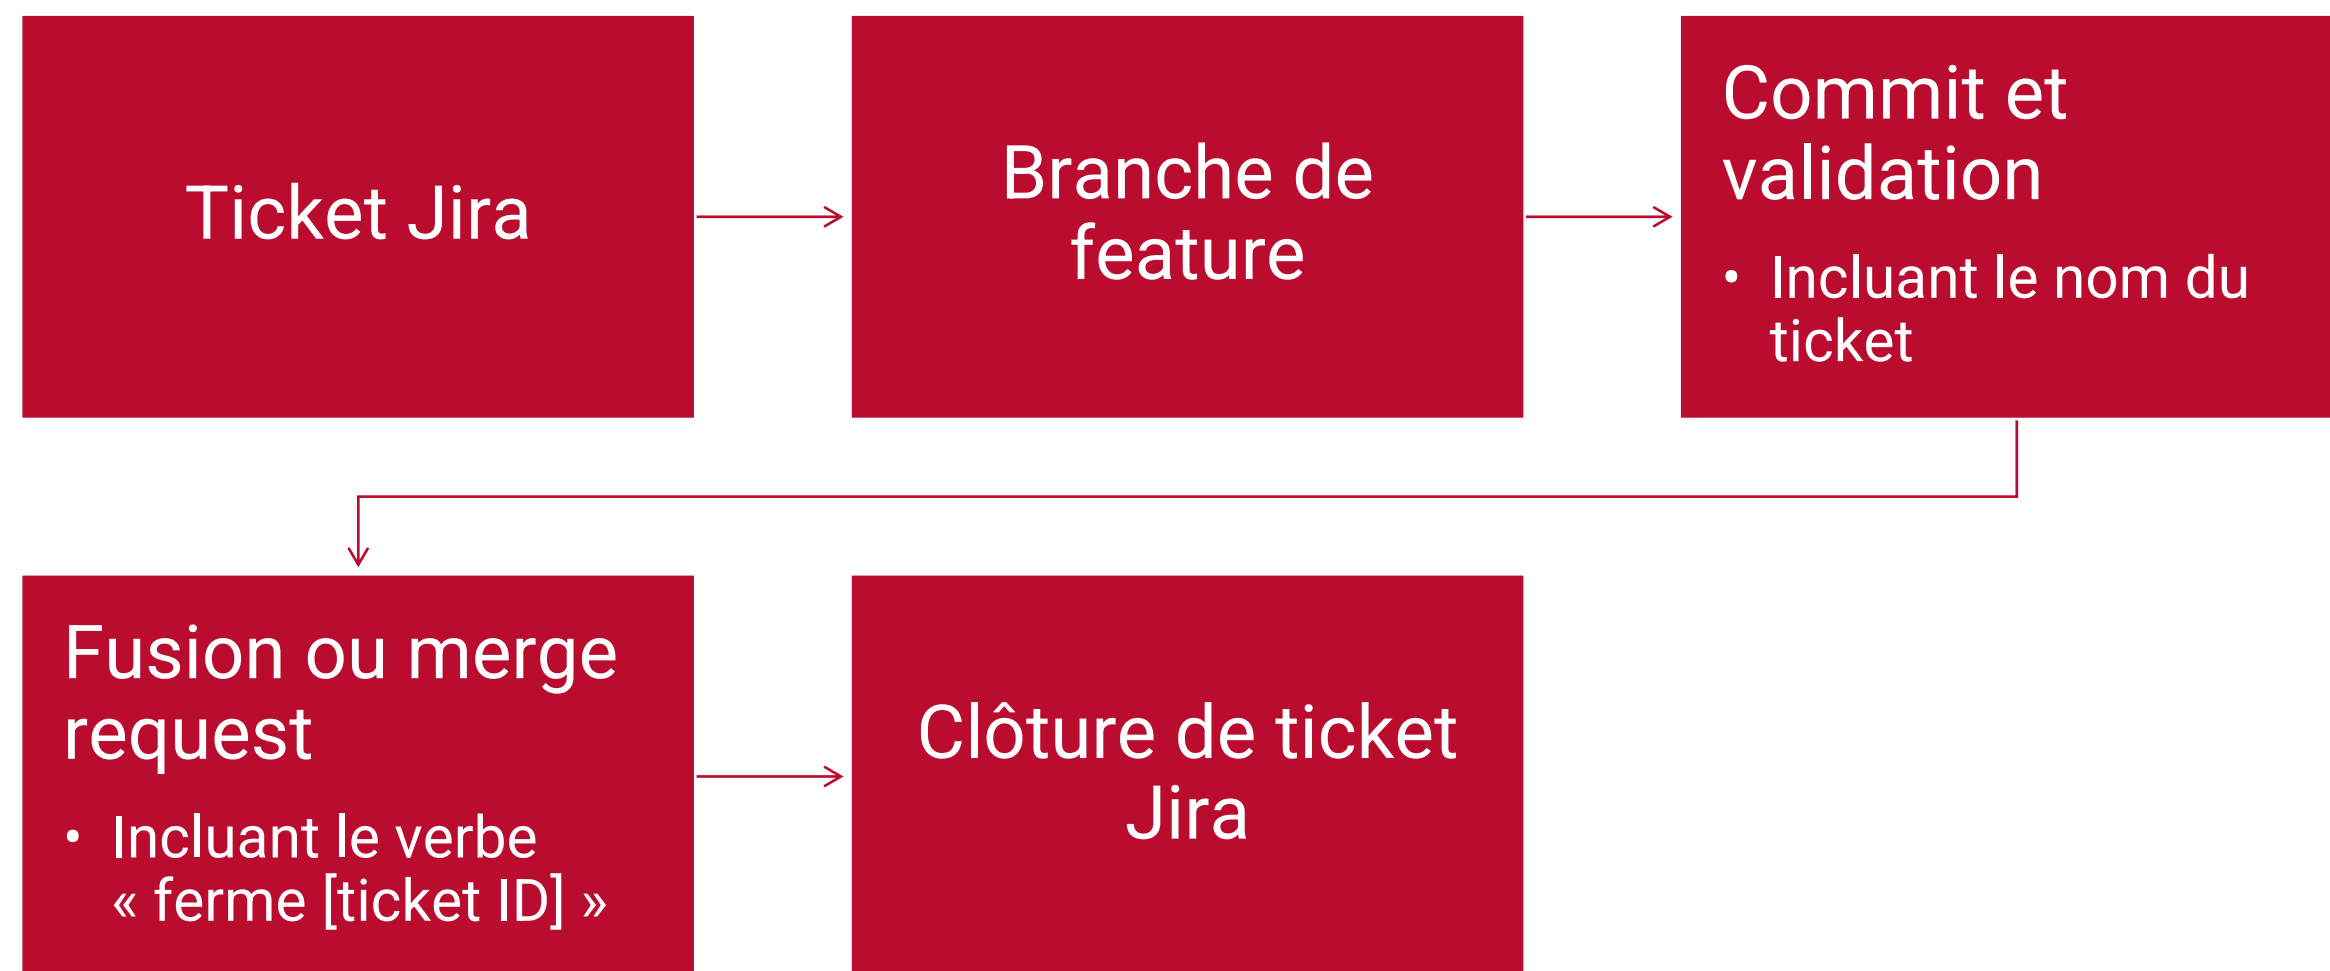 Ticket Jira
Branche de
feature
Commit et
validation
• Incluant le nom du
ticket
Fusion ou merge
request
• Incluant le verbe
« ferme [ticket ID] »
Clôture de ticket
Jira